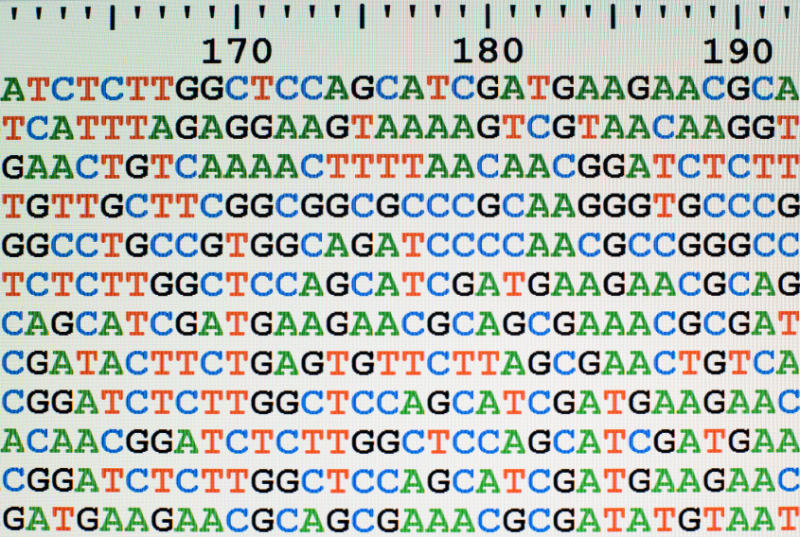 170 180 190
ATCTCTTGGCTCCAGCATCGATGAAGAACGCA
TCATTTAGAGGAAGTAAAAGTCGTAACAAGGT
GAACTGTCAAAACTTTTAACAACGGATCTCTT
TGTTGCTTCGGCGGCGCCCGCAAGGGTGCCCG
GGCCTGCCGTGGCAGATCCCCAACGCCGGGCC
TCTCTTGGCTCCAGCATCGATGAAGAACGCAG
CAGCATCGATGAAGAACGCAGCGAAACGCGAT
CGATACTTCTGAGTGTTCTTAGCGAACTGTCA
CGGATCTCTTGGCTCCAGCATCGATGAAGAAC
ACAACGGATCTCTTGGCTCCAGCATCGATGAA
CGGATCTCTTGGCTCCAGCATCGATGAAGAAC
GATGAAGAACGCAGCGAAACGCGATATGTAAT